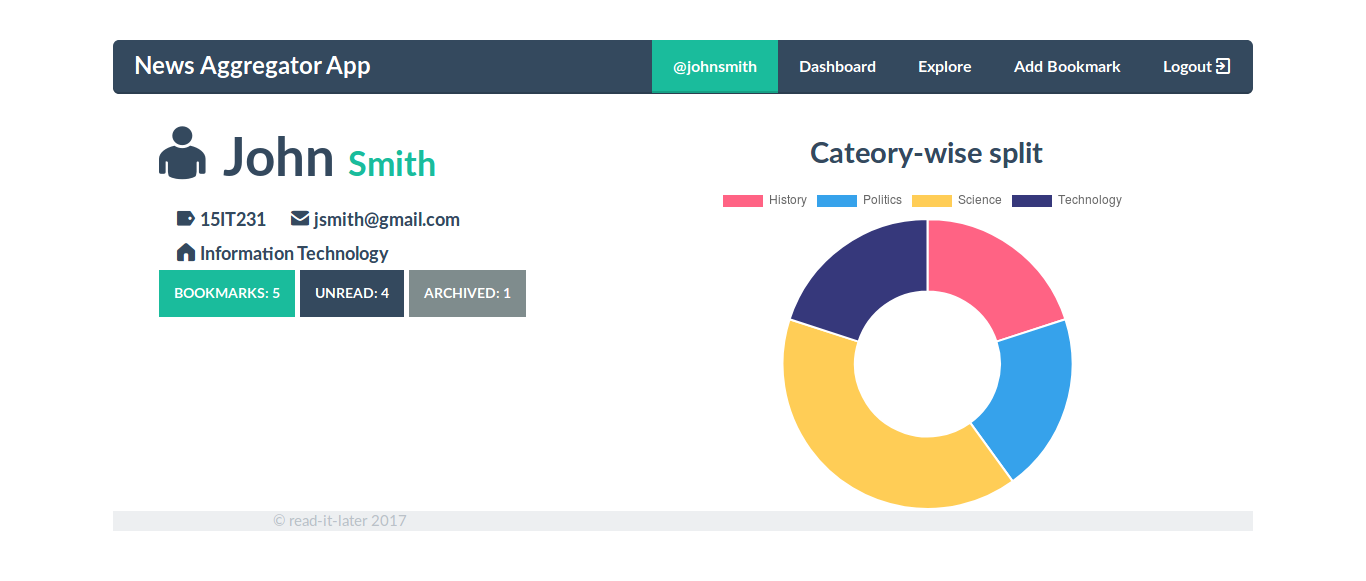 News Aggregator App @johnsmith Dashboard Explore Add Bookmark Logout
John Smith
15IT231 jsmith@gmail.com
Information Technology
BOOKMARKS: 5 UNREAD: 4 ARCHIVED: 1
Cateory-wise split
History Politics Science Technology
© read-it-later 2017